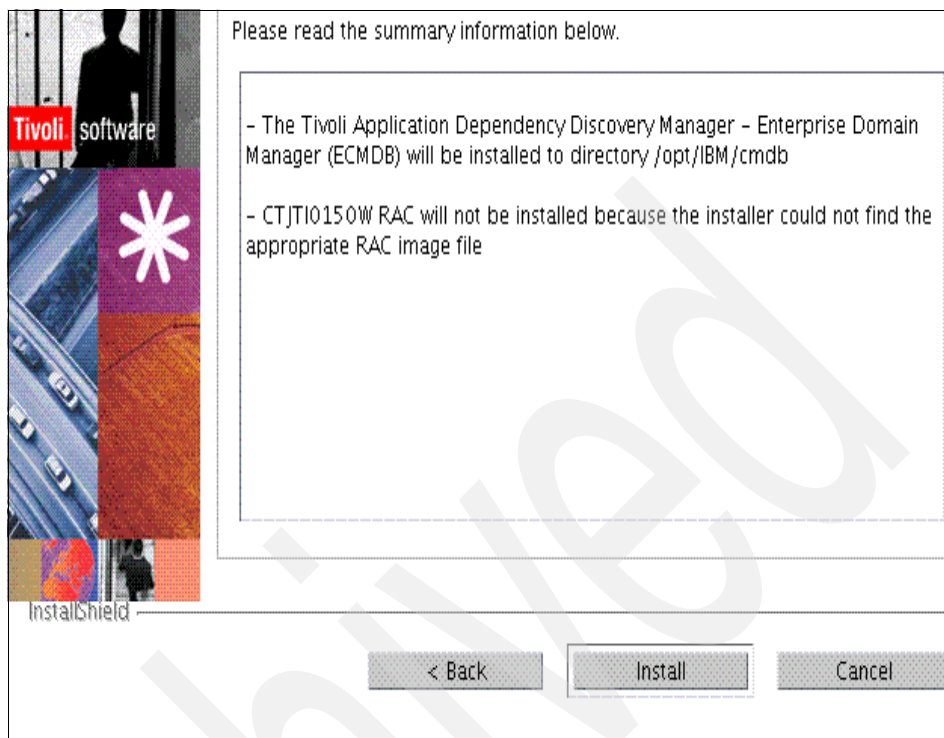 Please read the summary information below.
Tivoli software
– The Tivoli Application Dependency Discovery Manager – Enterprise Domain
Manager (ECMDB) will be installed to directory /opt/IBM/cmdb
– CTJTI0150W RAC will not be installed because the installer could not find the
appropriate RAC image file
InstallShield
< Back
Install
Cancel
hived